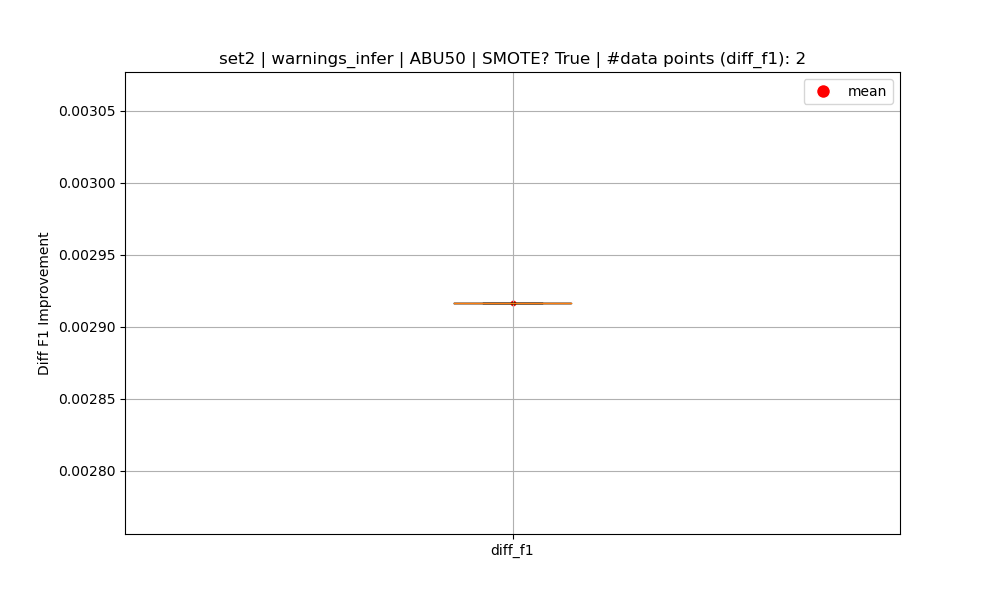 set2 | warnings_infer | ABU50 | SMOTE? True | #data points (diff_f1): 2
mean
0.00305
0.00300
0.00295
0.00290
0.00285
0.00280
Diff F1 Improvement
diff_f1